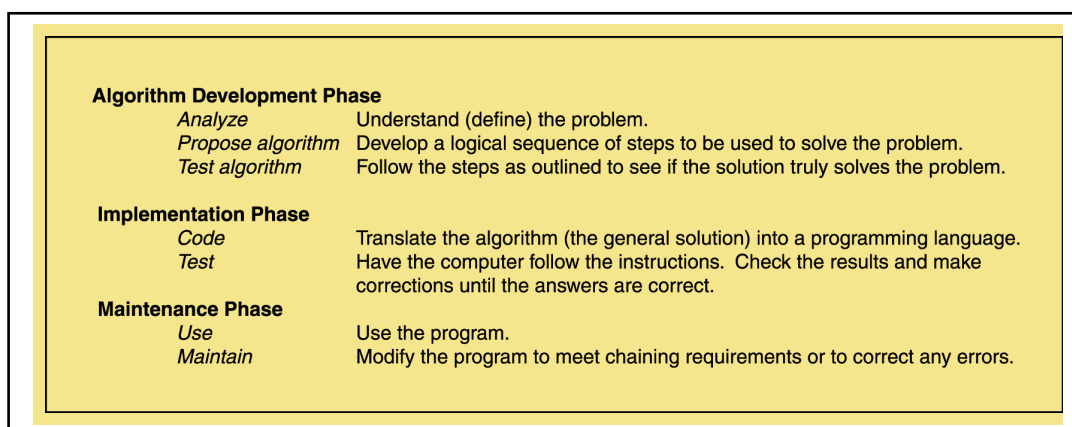 Algorithm Development Phase
Analyze Understand (define) the problem.
Propose algorithm Develop a logical sequence of steps to be used to solve the problem.
Test algorithm Follow the steps as outlined to see if the solution truly solves the problem.
Implementation Phase
Code Translate the algorithm (the general solution) into a programming language.
Test Have the computer follow the instructions. Check the results and make
corrections until the answers are correct.
Maintenance Phase
Use Use the program.
Maintain Modify the program to meet chaining requirements or to correct any errors.